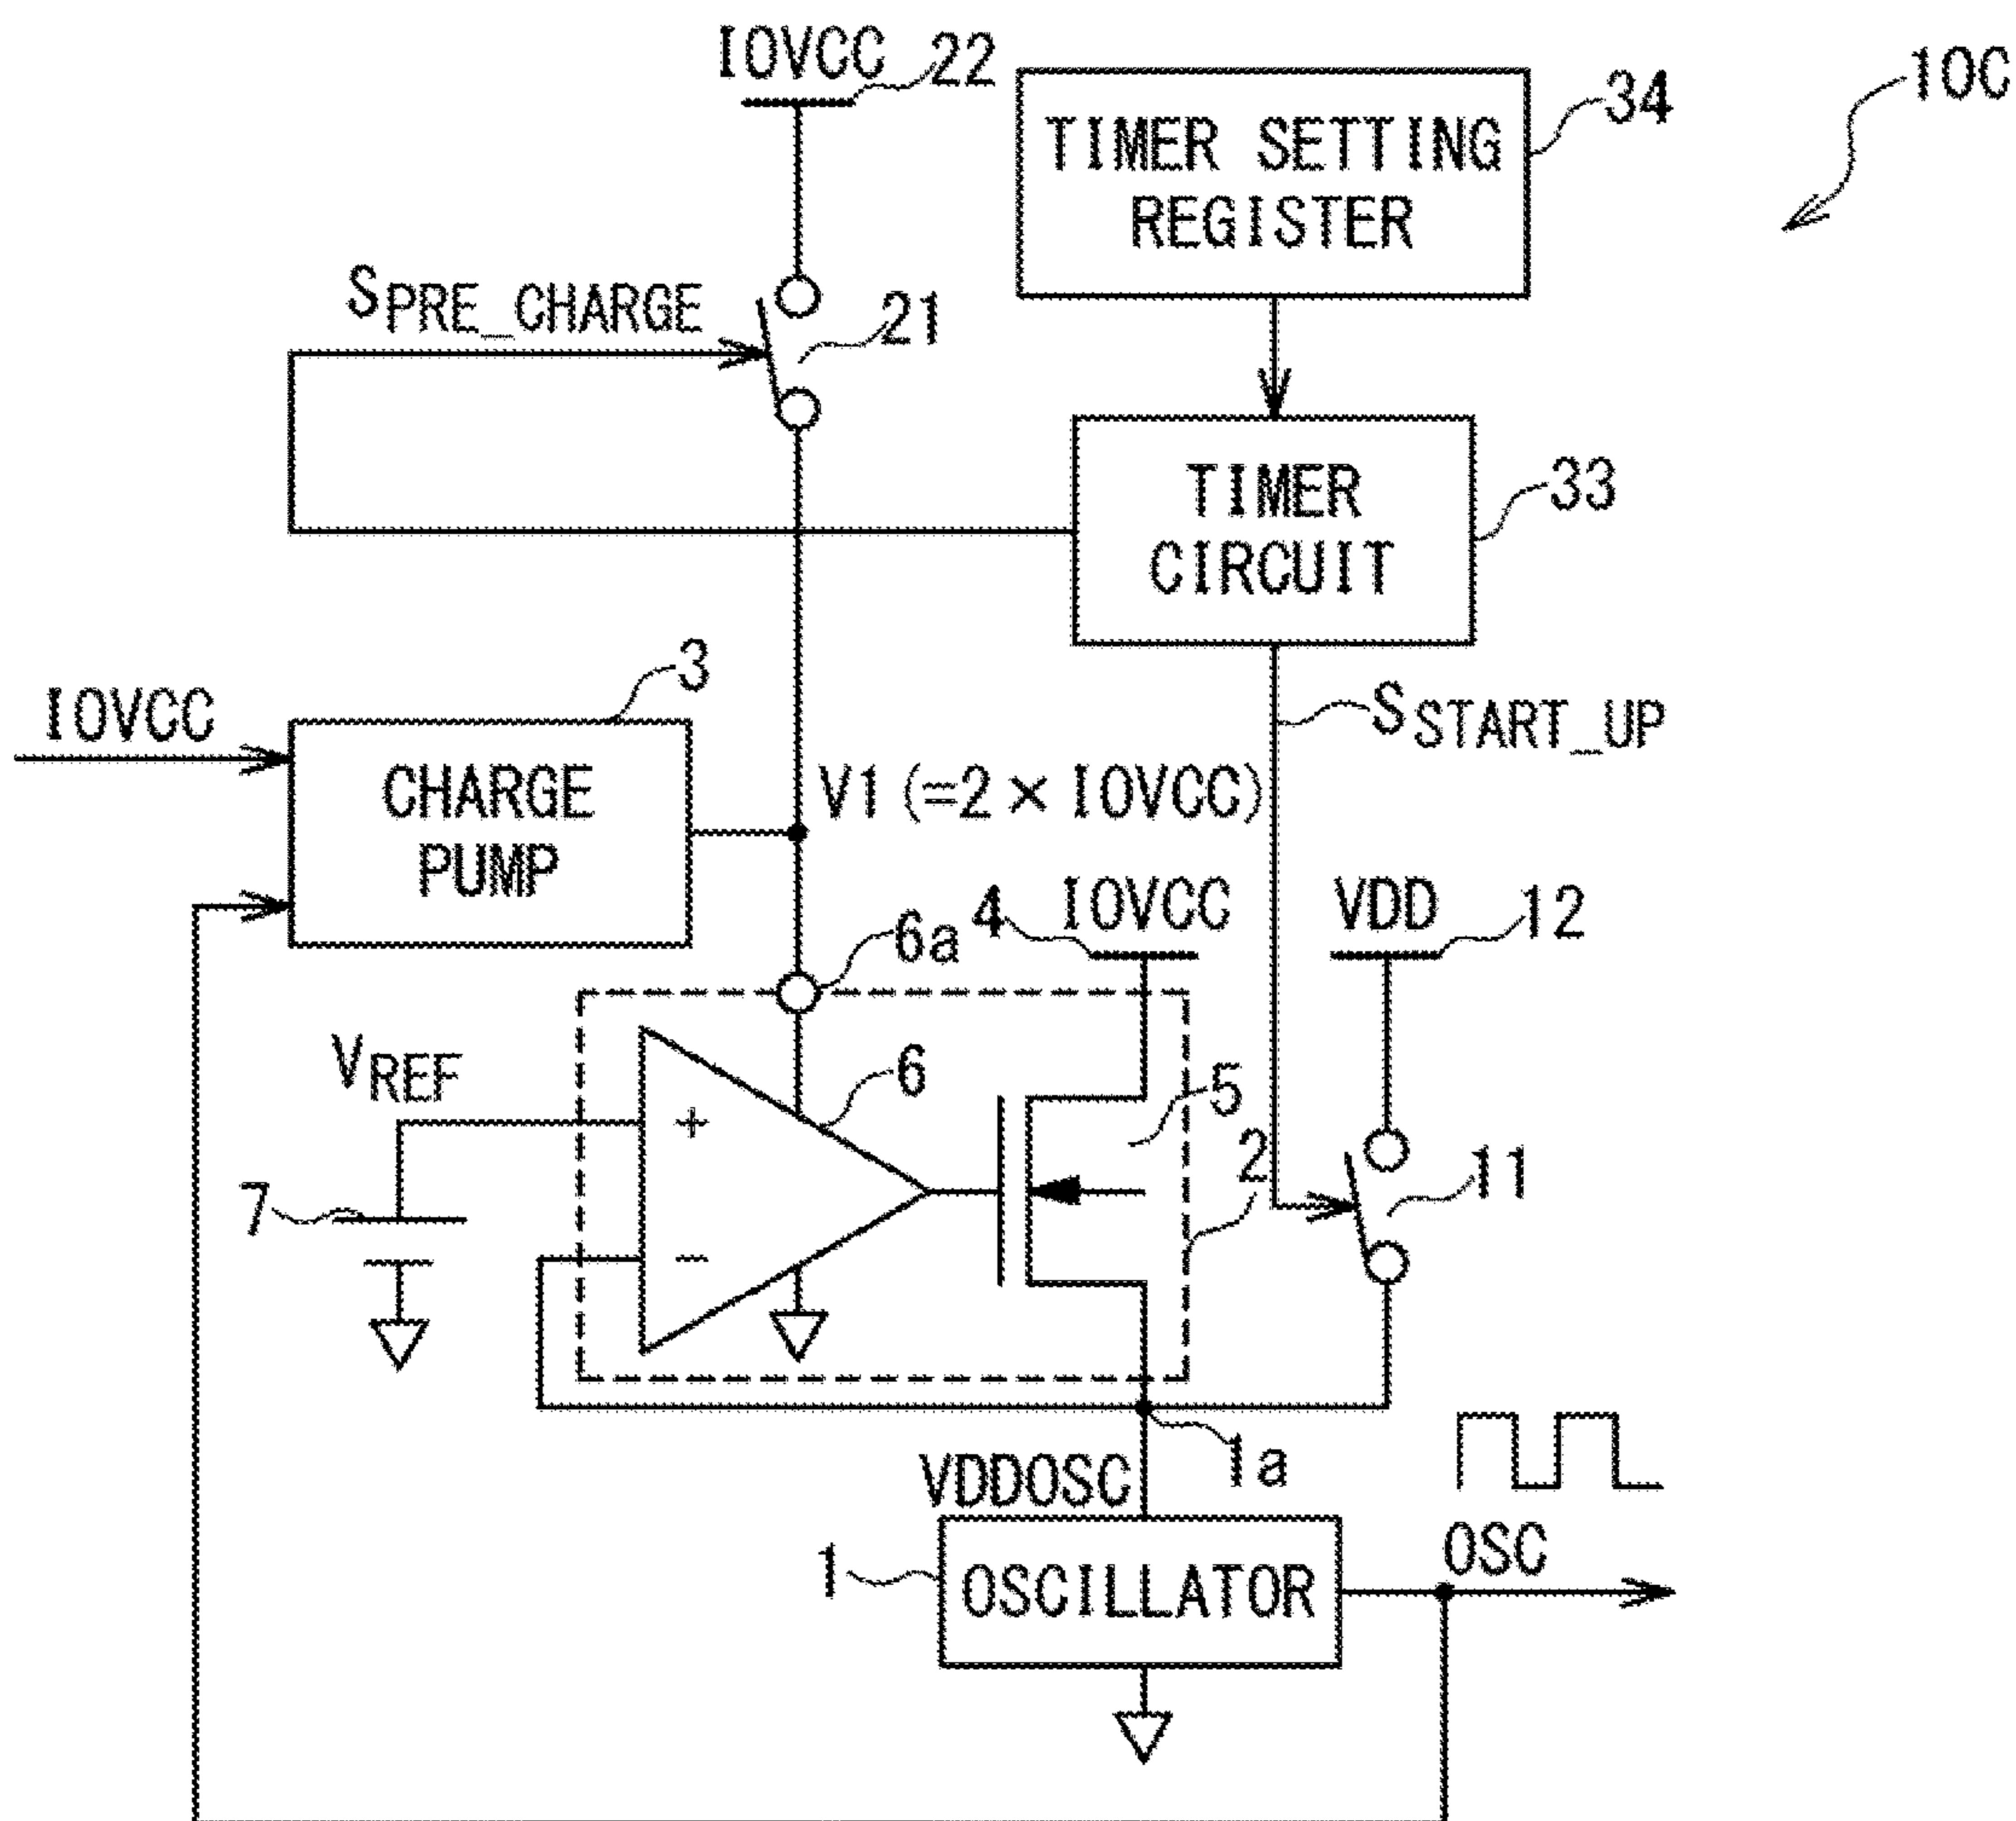 IOVCC 22
TIMER SETTING
REGISTER
34
10C
SPRE_CHARGE
21
TIMER
CIRCUIT
33
IOVCC
3
CHARGE
PUMP
V1 (=2 × IOVCC)
SSTART_UP
6a
4 IOVCC
VDD 12
VREF
+
-
6
5
2
11
7
1a
VDDOSC
1
OSCILLATOR
OSC